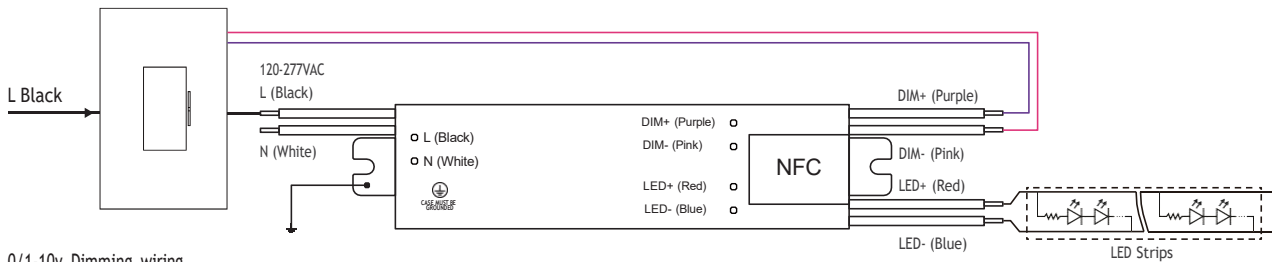 120-277VAC
L (Black)
L Black
N (White)
L (Black)
N (White)
CASE MUST BE
GROUNDED
DIM+ (Purple)
DIM- (Pink)
LED+ (Red)
LED- (Blue)
NFC
DIM+ (Purple)
DIM- (Pink)
LED+ (Red)
LED- (Blue)
LED Strips
0/1-10v Dimming wiring